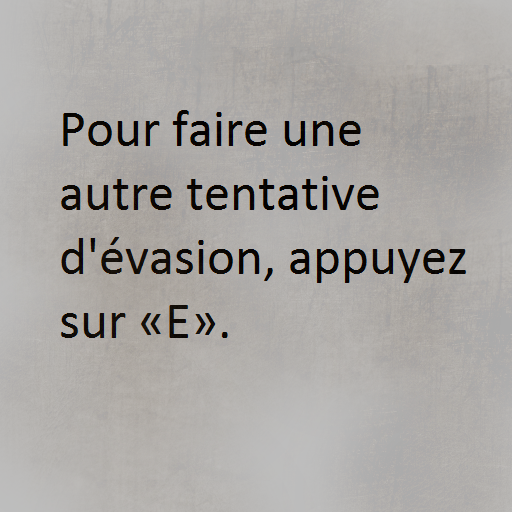 Pour faire une
autre tentative
d'évasion, appuyez
sur «E».